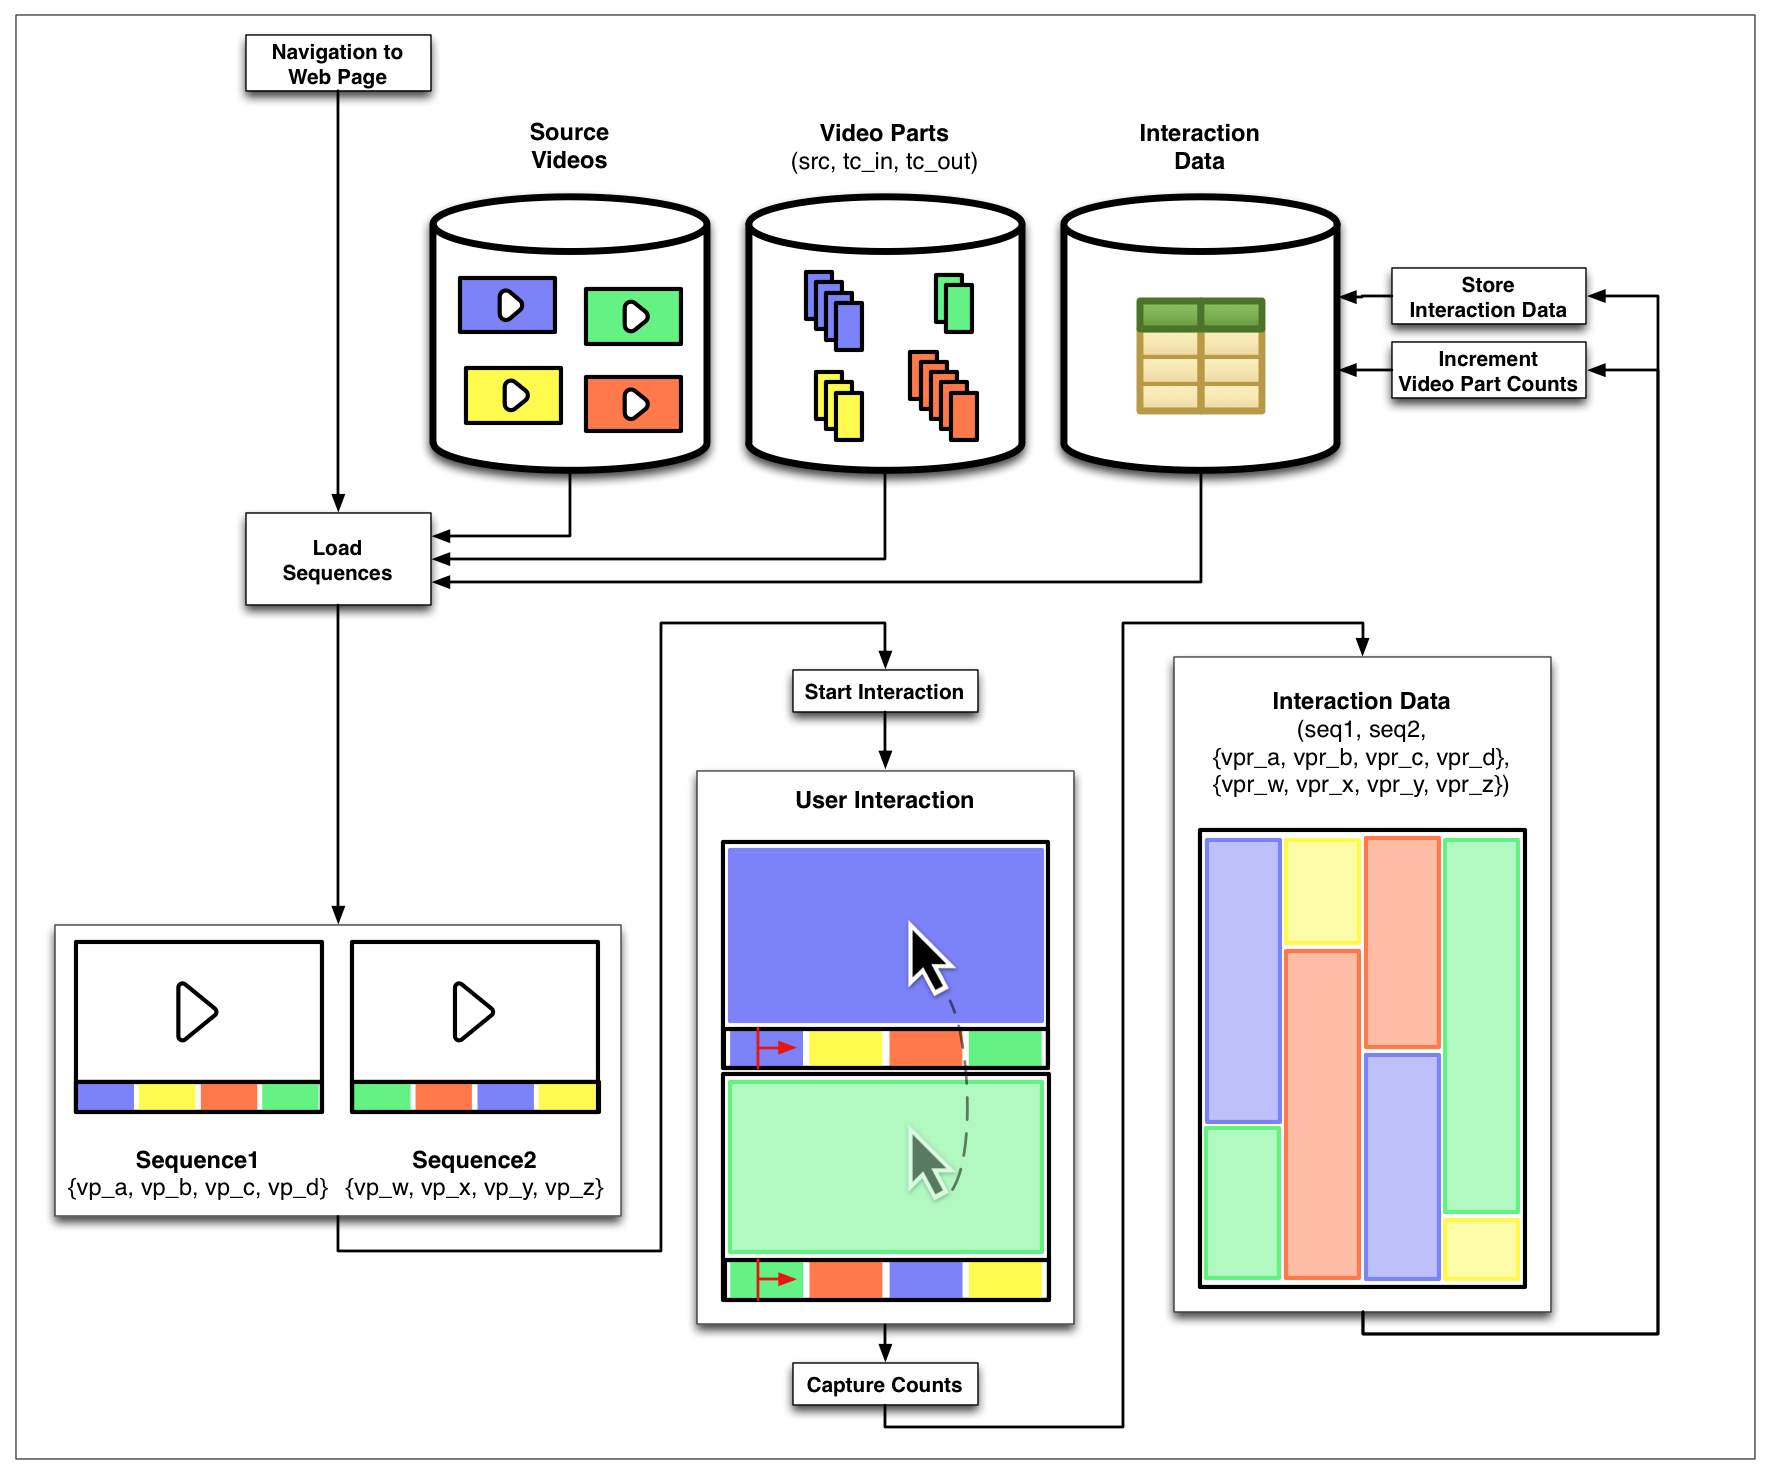 Navigation to
Web Page
Source
Videos
Video Parts
(src, tc_in, tc_out)
Interaction
Data
Store
Interaction Data
Increment
Video Part Counts
Load
Sequences
Start Interaction
User Interaction
Interaction Data
(seq1, seq2,
{vpr_a, vpr_b, vpr_c, vpr_d},
{vpr_w, vpr_x, vpr_y, vpr_z})
Sequence1
{vp_a, vp_b, vp_c, vp_d}
Sequence2
{vp_w, vp_x, vp_y, vp_z}
Capture Counts